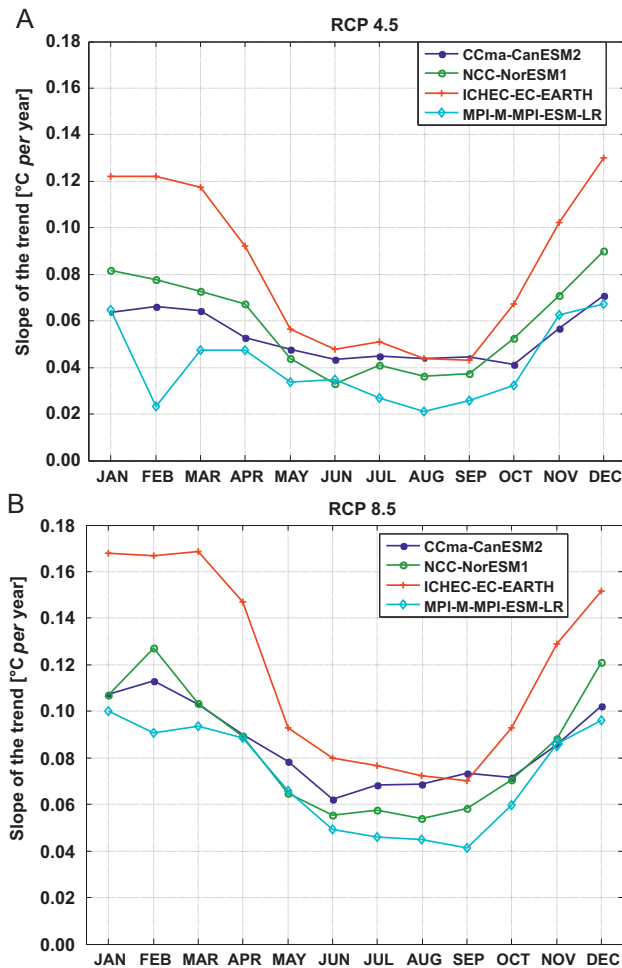 A
RCP 4.5
CCma-CanESM2
NCC-NorESM1
ICHEC-EC-EARTH
MPI-M-MPI-ESM-LR
Slope of the trend [°C per year]
0.18
0.16
0.14
0.12
0.10
0.08
0.06
0.04
0.02
0.00
JAN FEB MAR APR MAY JUN JUL AUG SEP OCT NOV DEC
B
RCP 8.5
CCma-CanESM2
NCC-NorESM1
ICHEC-EC-EARTH
MPI-M-MPI-ESM-LR
Slope of the trend [°C per year]
0.18
0.16
0.14
0.12
0.10
0.08
0.06
0.04
0.02
0.00
JAN FEB MAR APR MAY JUN JUL AUG SEP OCT NOV DEC